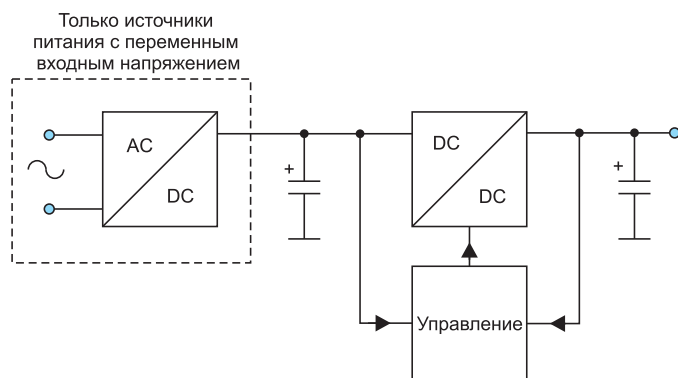 Только источники
питания с переменным
входным напряжением
AC
DC
+
DC
DC
+
Управление